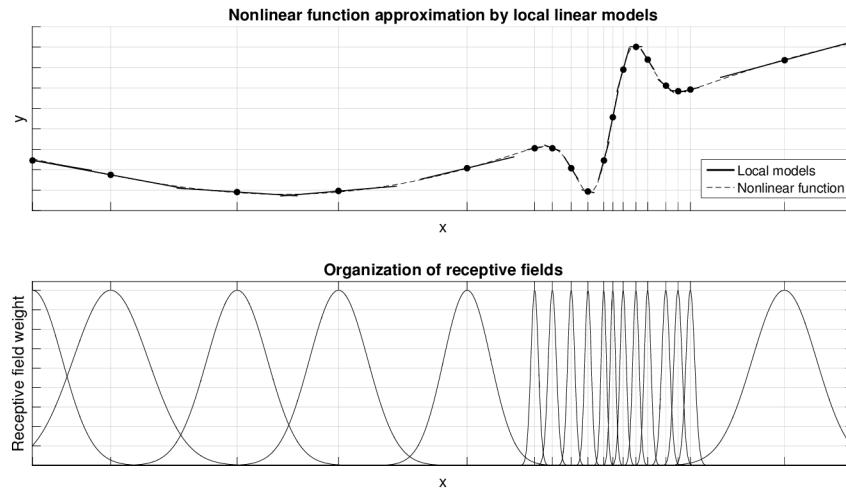 Nonlinear function approximation by local linear models
y
Local models
Nonlinear function
x
Organization of receptive fields
Receptive field weight
x